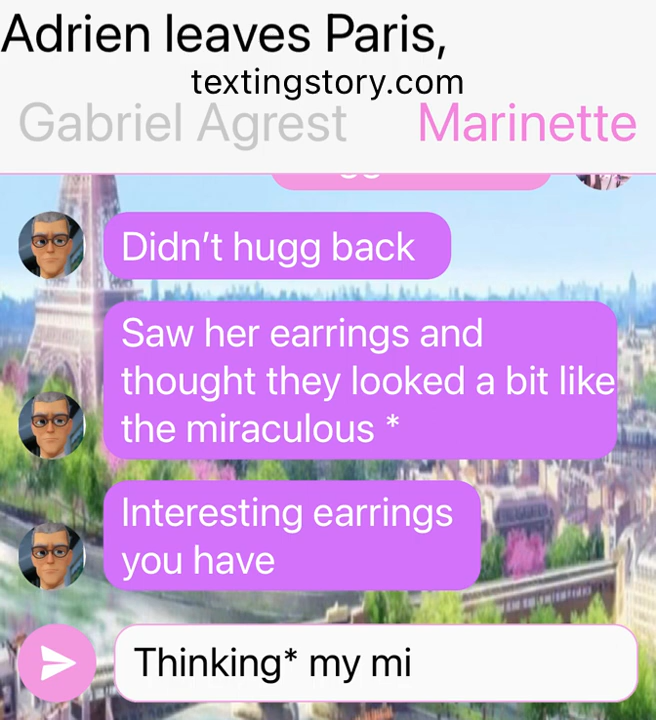 Adrien leaves Paris,
textingstory.com
Gabriel Agrest
Marinette
Didn’t hugg back
Saw her earrings and
thought they looked a bit like
the miraculous *
Interesting earrings
you have
Thinking* my mi